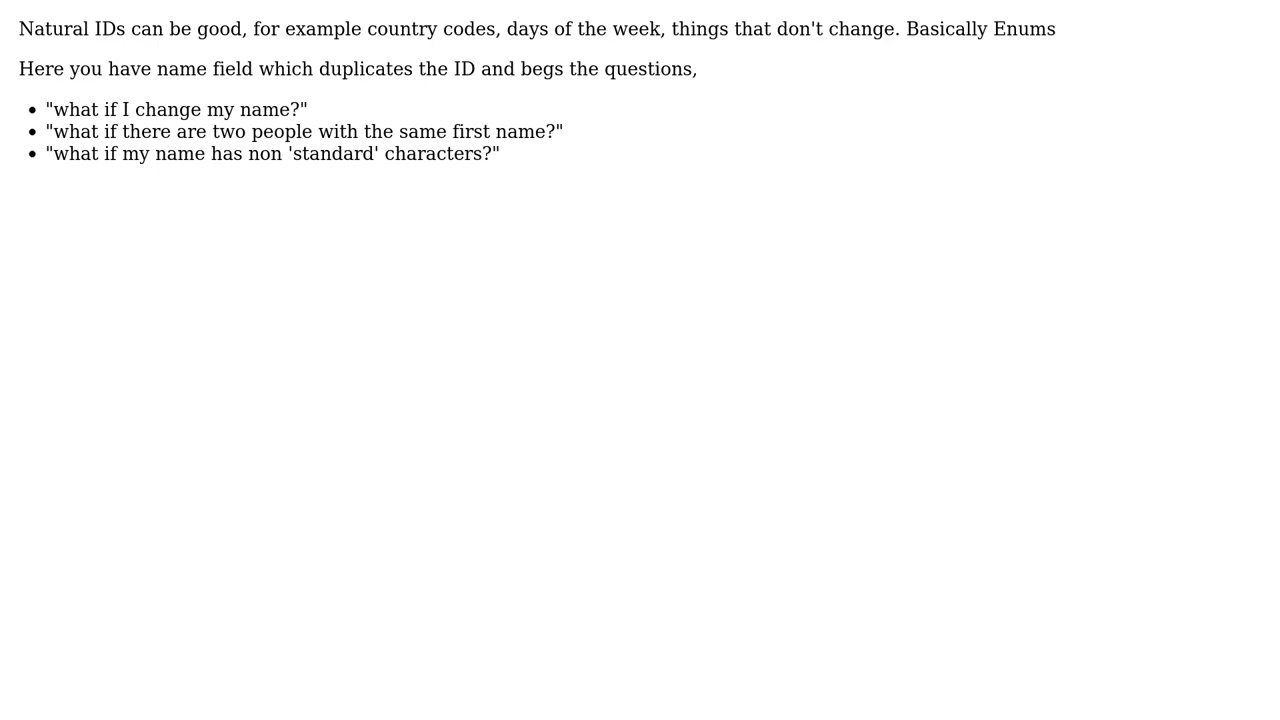 Natural IDs can be good, for example country codes, days of the week, things that don't change. Basically Enums
Here you have name field which duplicates the ID and begs the questions,
• "what if I change my name?"
• "what if there are two people with the same first name?"
• "what if my name has non 'standard' characters?"